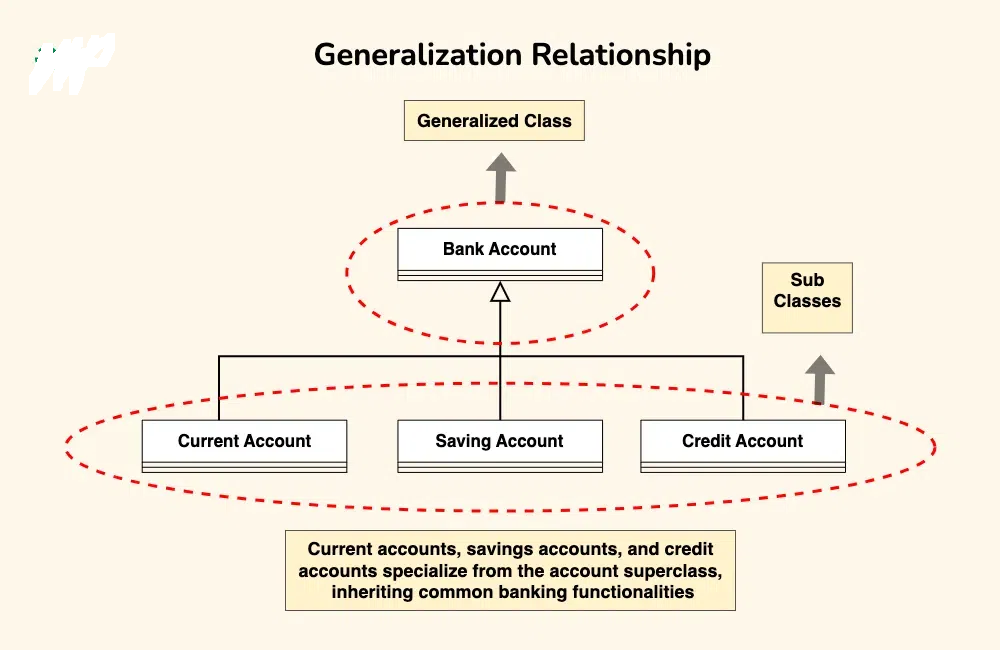 Generalization Relationship
Generalized Class
Bank Account
Sub
Classes
Current Account
Saving Account
Credit Account
Current accounts, savings accounts, and credit
accounts specialize from the account superclass,
inheriting common banking functionalities